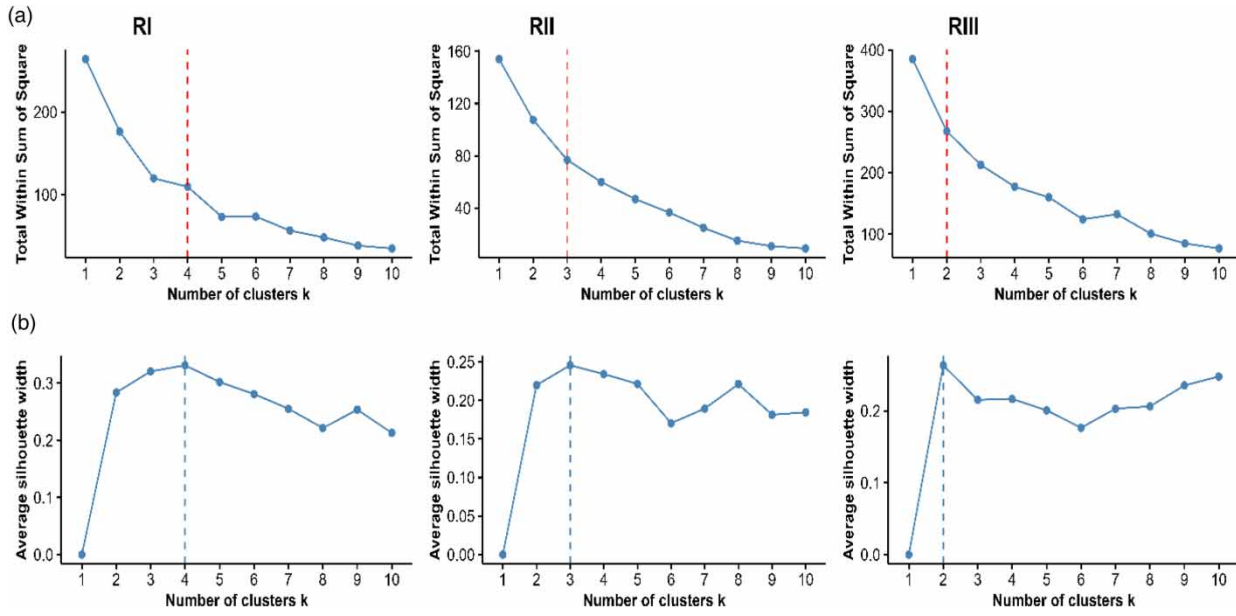 (a)
RI
RII
RIII
Total Within Sum of Square
200
100
1 2 3 4 5 6 7 8 9 10
Number of clusters k
Total Within Sum of Square
160
120
80
40
1 2 3 4 5 6 7 8 9 10
Number of clusters k
Total Within Sum of Square
400
300
200
100
1 2 3 4 5 6 7 8 9 10
Number of clusters k
(b)
Average silhouette width
0.3
0.2
0.1
0.0
1 2 3 4 5 6 7 8 9 10
Number of clusters k
Average silhouette width
0.25
0.20
0.15
0.10
0.05
0.00
1 2 3 4 5 6 7 8 9 10
Number of clusters k
Average silhouette width
0.2
0.1
0.0
1 2 3 4 5 6 7 8 9 10
Number of clusters k